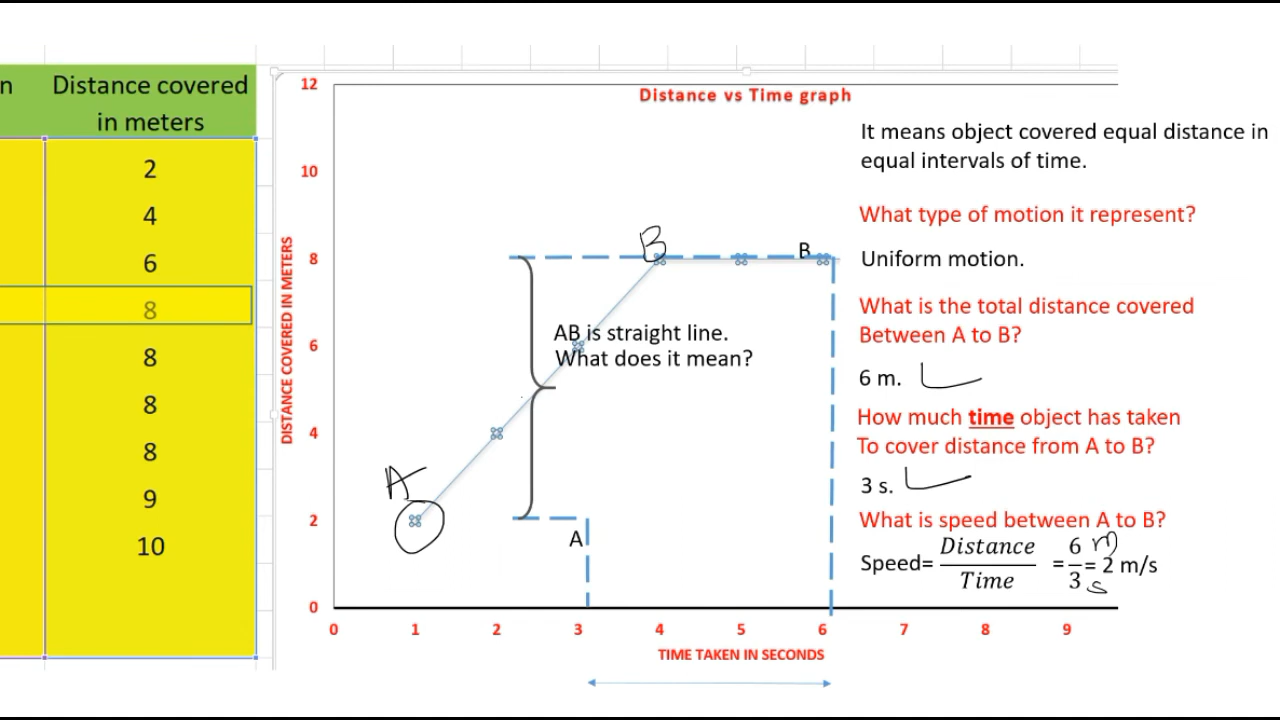 n
Distance covered
in meters
2
4
6
8
8
8
8
9
10
Distance vs Time graph
DISTANCE COVERED IN METERS
12
10
8
6
4
2
0
0 1 2 3 4 5 6 7 8 9
TIME TAKEN IN SECONDS
A
B
B
A
AB is straight line.
What does it mean?
It means object covered equal distance in
equal intervals of time.
What type of motion it represent?
Uniform motion.
What is the total distance covered
Between A to B?
6 m.
How much time object has taken
To cover distance from A to B?
3 s.
What is speed between A to B?
Speed= Distance/Time = 6 m/3 s = 2 m/s